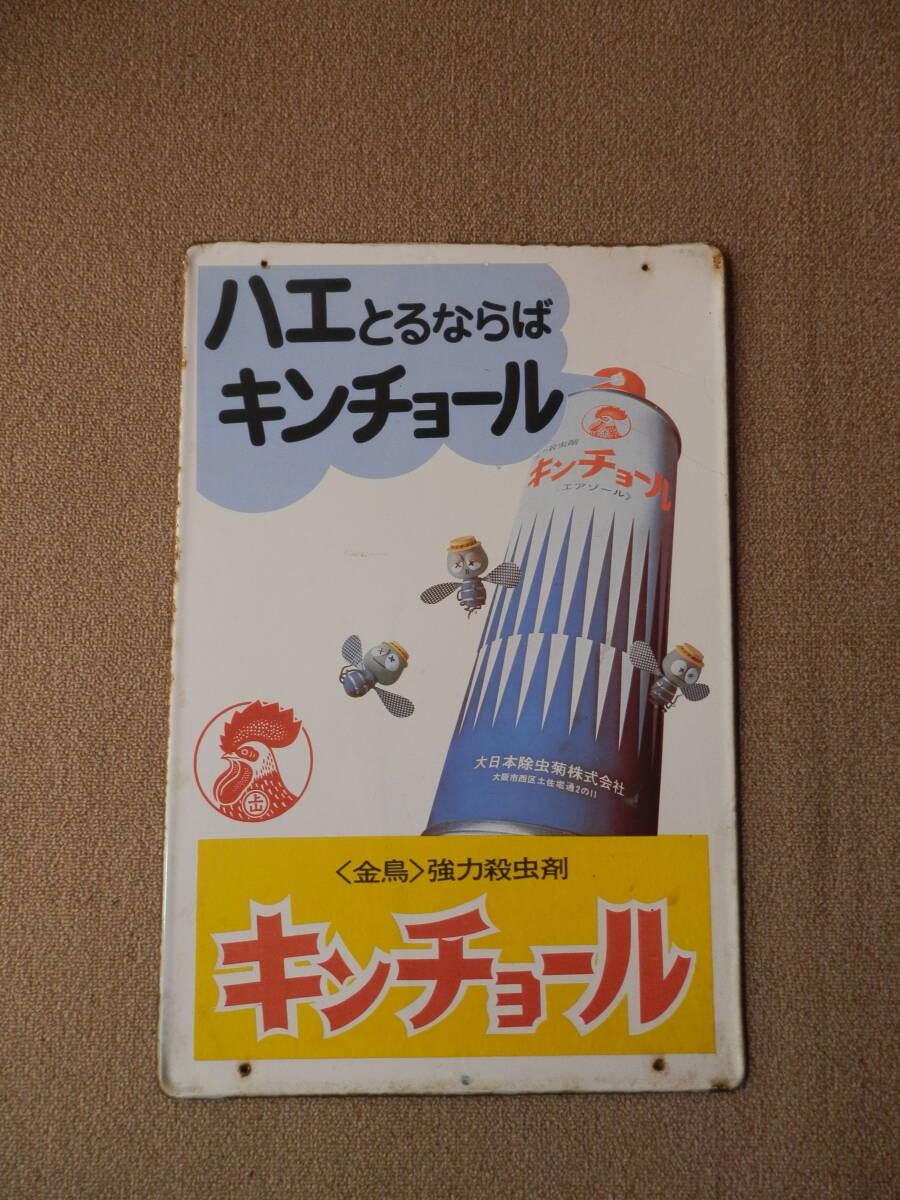 ハエとるならば
キンチョール
キンチョール
エアゾール》
大日本除虫菊株式会社
大阪市西区土佐堀通2の11
〈金鳥〉強力殺虫剤
キンチョール